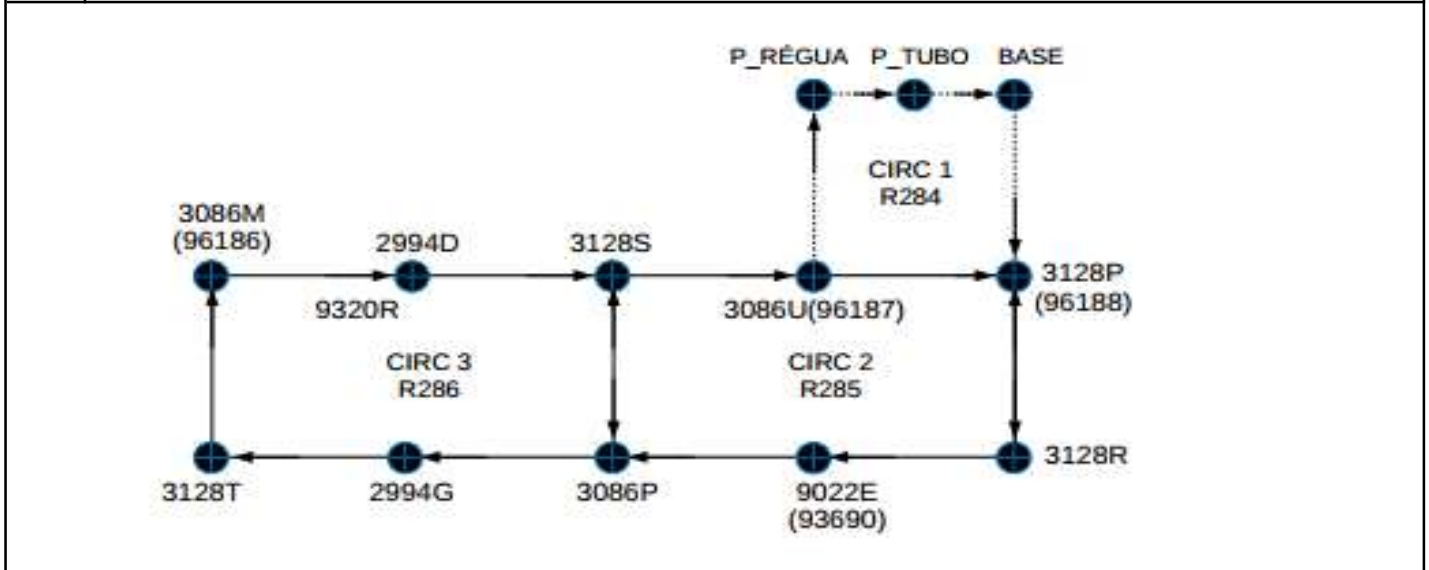 P_RÉGUA P_TUBO BASE
CIRC 1
R284
3086M
(96186)
2994D
3128S
3128P
(96188)
9320R
3086U(96187)
CIRC 3
R286
CIRC 2
R285
3128R
3128T
2994G
3086P
9022E
(93690)